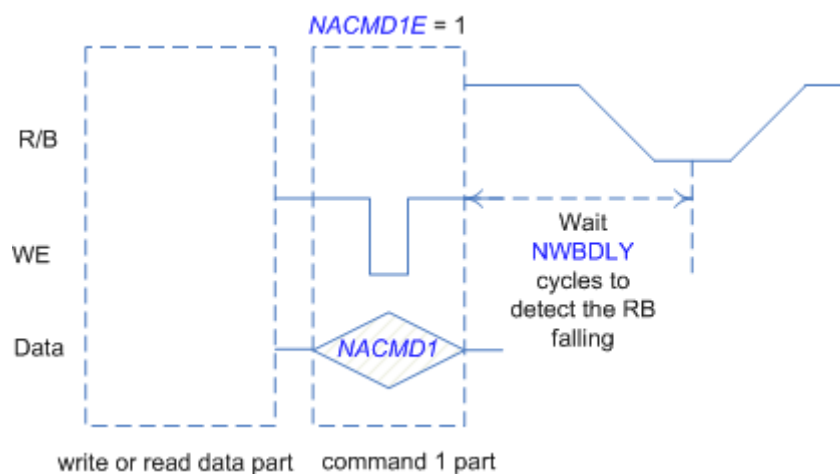 NACMD1E = 1
R/B
WE
Wait
NWBDLY
cycles to
detect the RB
falling
Data
NACMD1
write or read data part
command 1 part